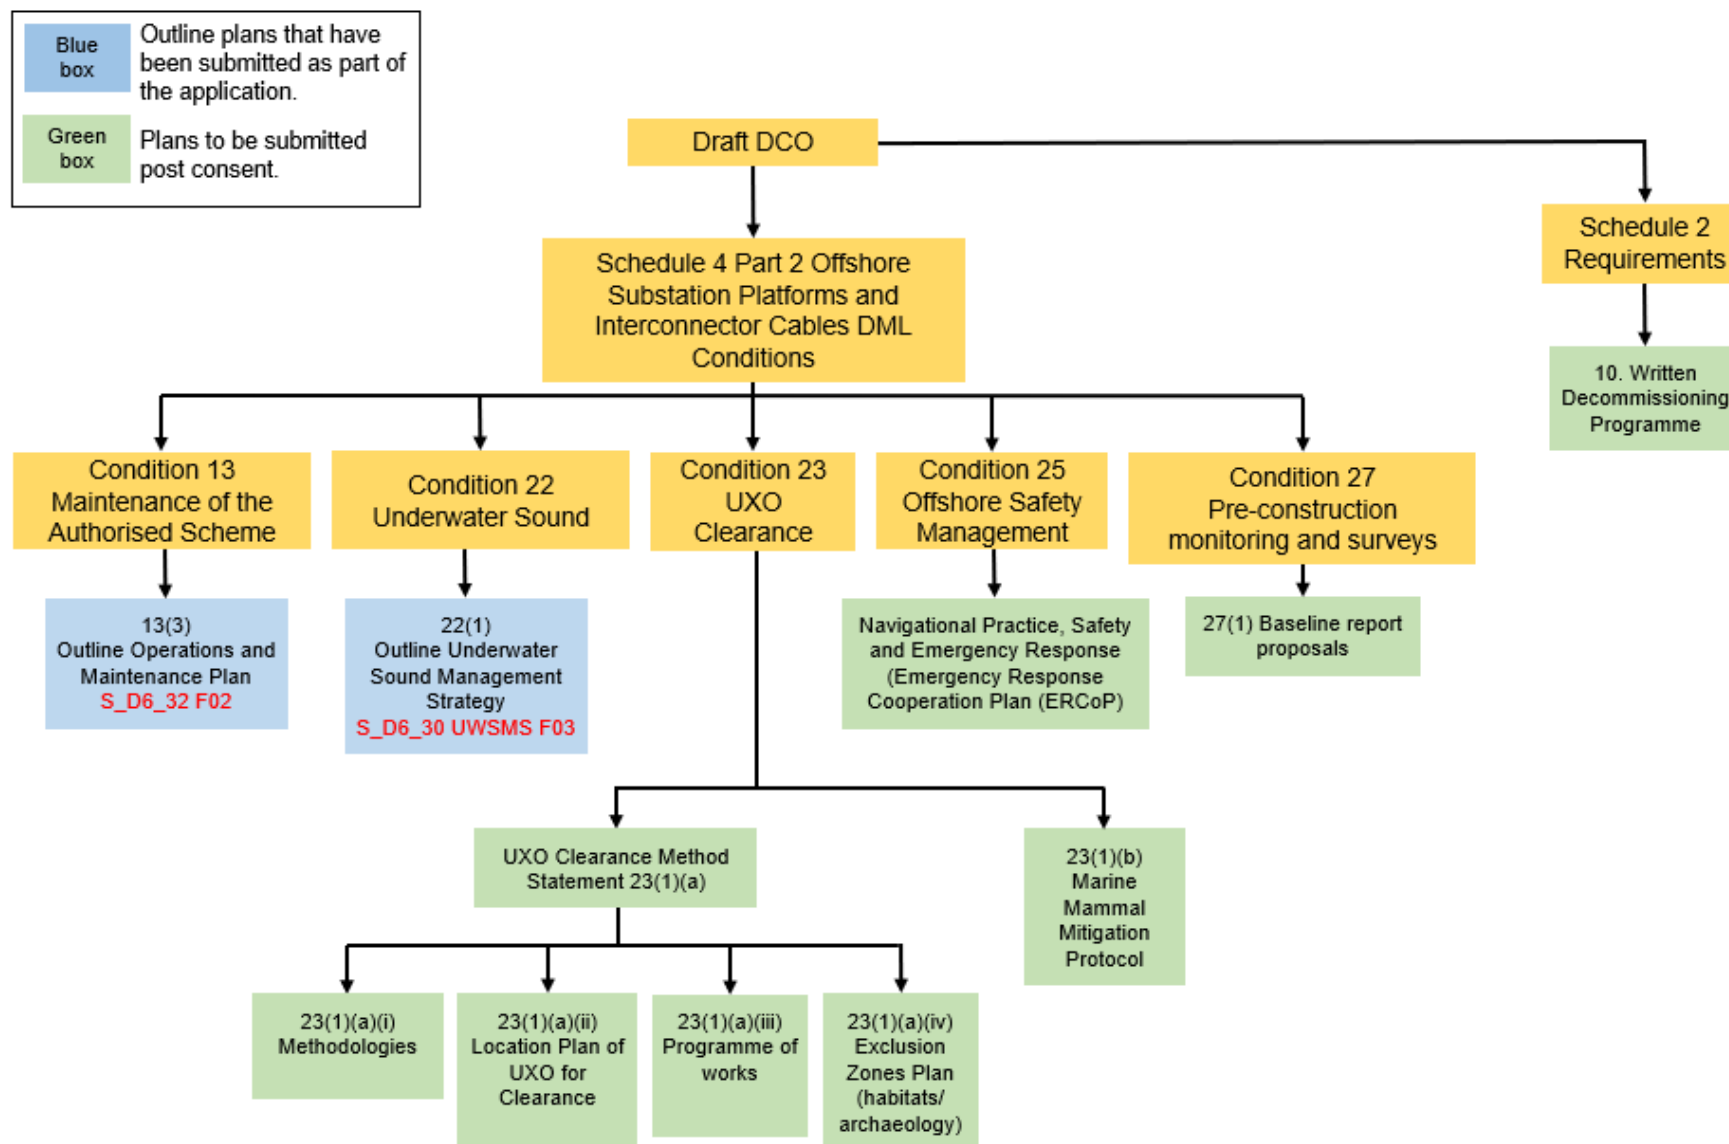 Blue
box
Outline plans that have
been submitted as part of
the application.
Green
box
Plans to be submitted
post consent.
Draft DCO
Schedule 2
Requirements
Schedule 4 Part 2 Offshore
Substation Platforms and
Interconnector Cables DML
Conditions
10. Written
Decommissioning
Programme
Condition 13
Maintenance of the
Authorised Scheme
Condition 22
Underwater Sound
Condition 23
UXO
Clearance
Condition 25
Offshore Safety
Management
Condition 27
Pre-construction
monitoring and surveys
13(3)
Outline Operations and
Maintenance Plan
S_D6_32 F02
22(1)
Outline Underwater
Sound Management
Strategy
S_D6_30 UWSMS F03
Navigational Practice, Safety
and Emergency Response
(Emergency Response
Cooperation Plan (ERCoP)
27(1) Baseline report
proposals
UXO Clearance Method
Statement 23(1)(a)
23(1)(b)
Marine
Mammal
Mitigation
Protocol
23(1)(a)(i)
Methodologies
23(1)(a)(ii)
Location Plan of
UXO for
Clearance
23(1)(a)(iii)
Programme of
works
23(1)(a)(iv)
Exclusion
Zones Plan
(habitats/
archaeology)